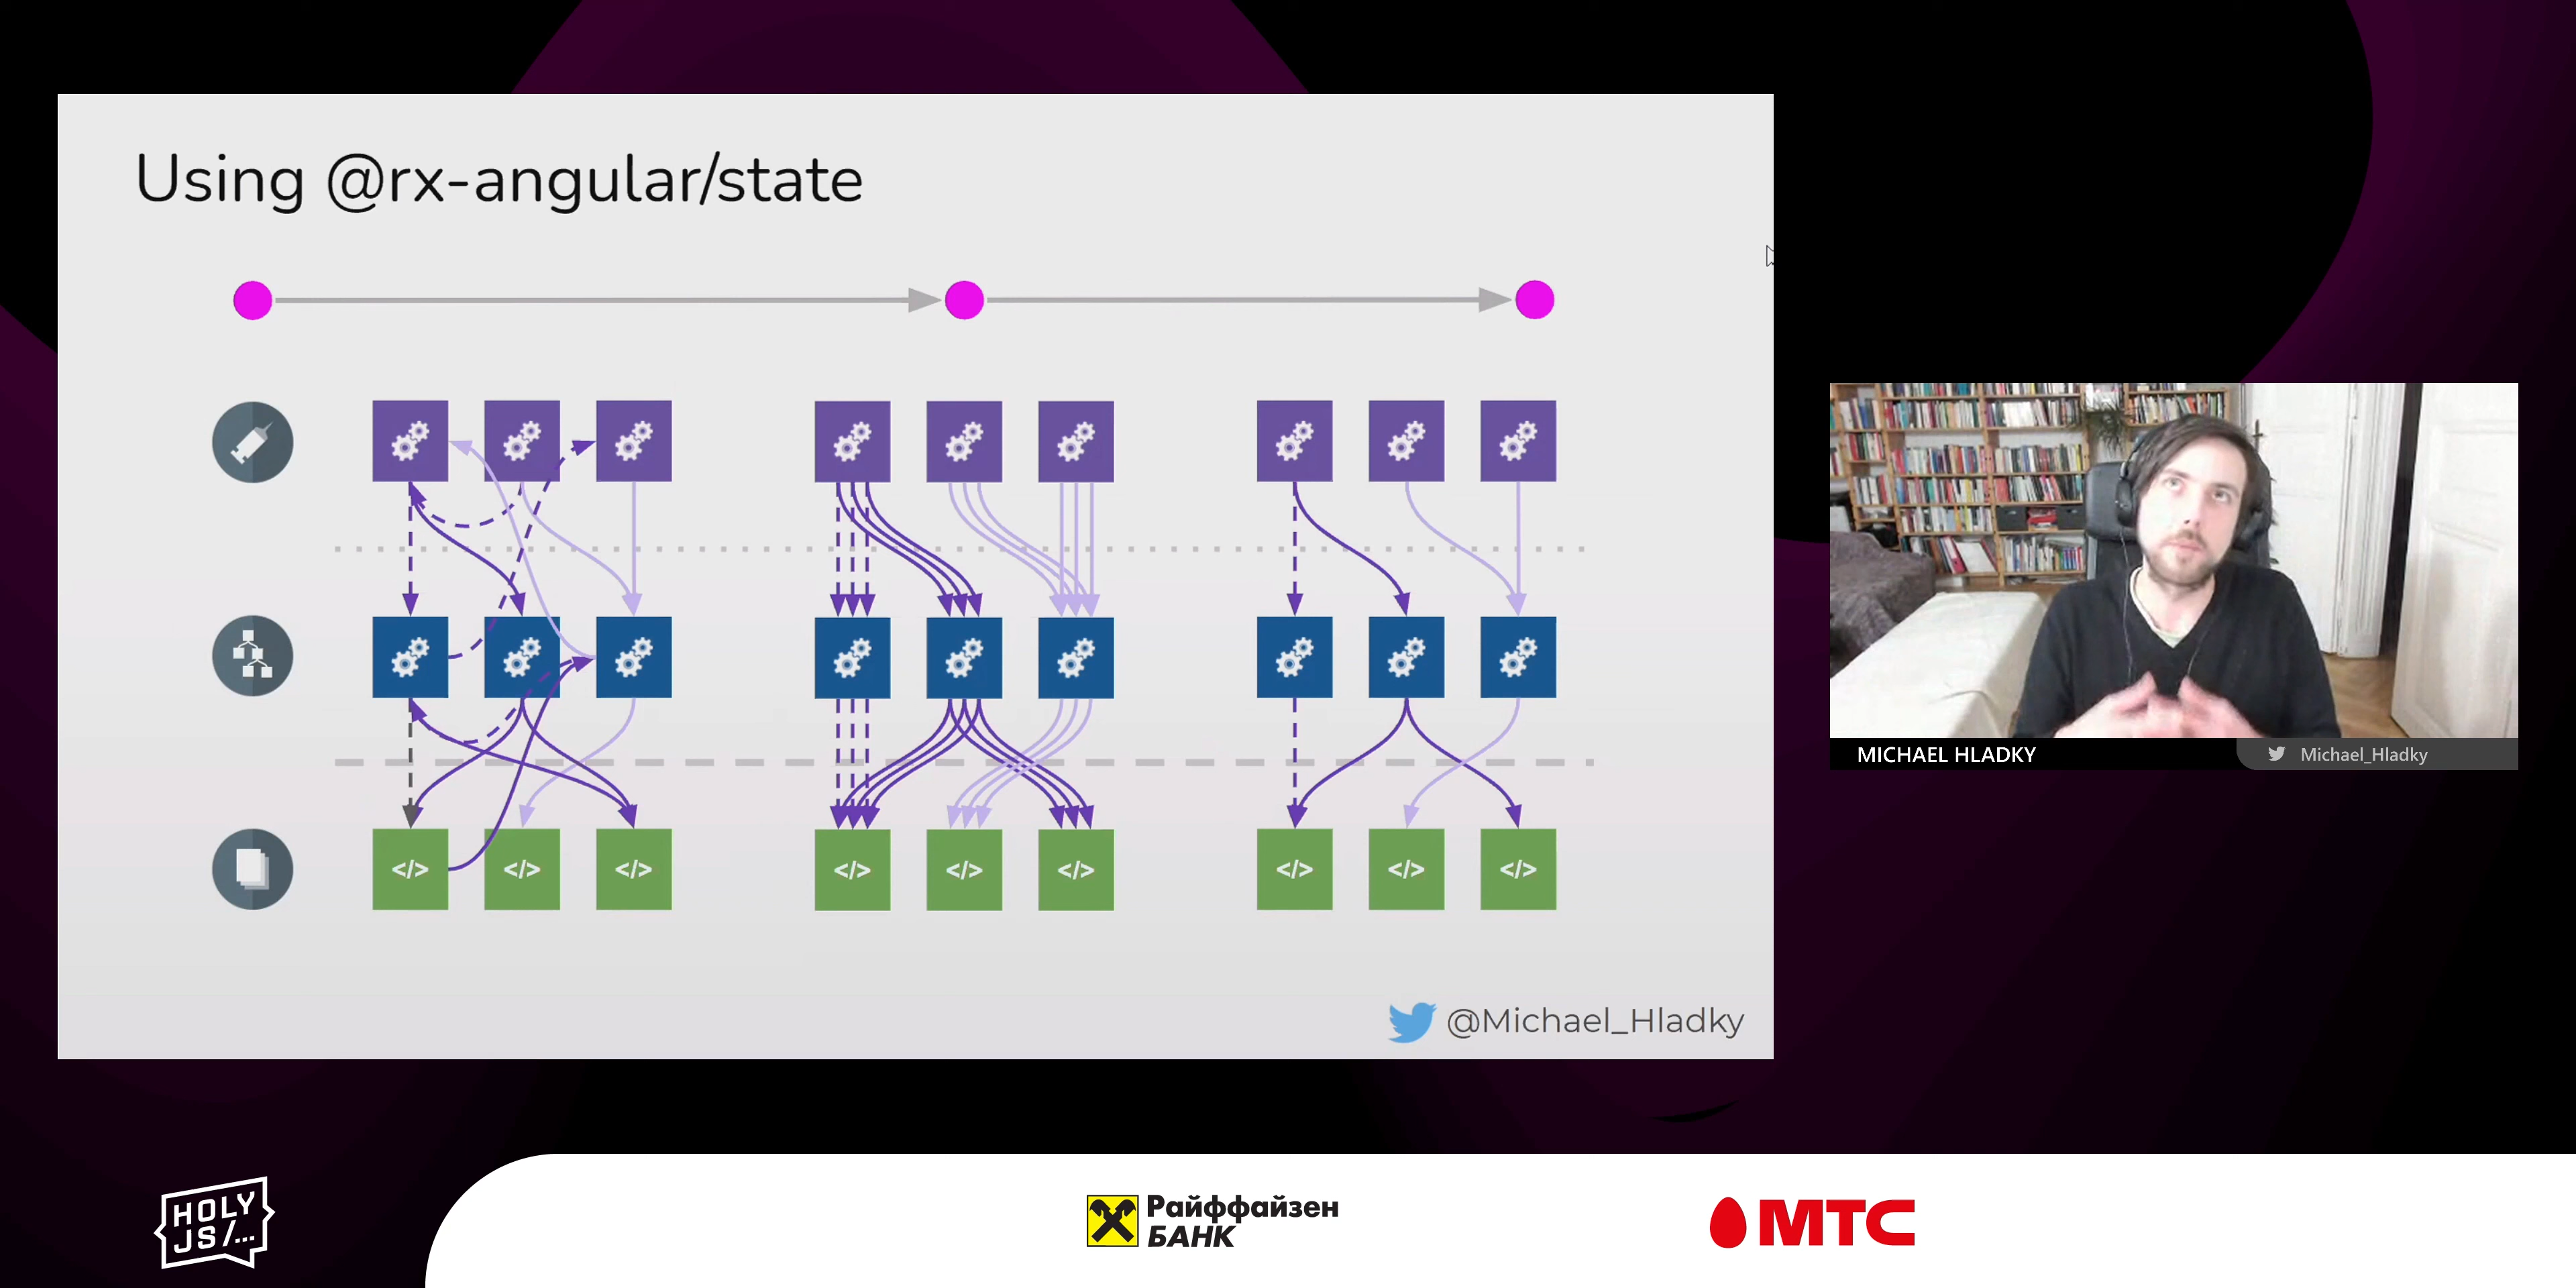 Using @rx-angular/state
</>
</>
</>
</>
</>
</>
</>
</>
</>
@Michael_Hladky
MICHAEL HLADKY
Michael_Hladky
HOLY
JS/...
Райффайзен
БАНК
МТС